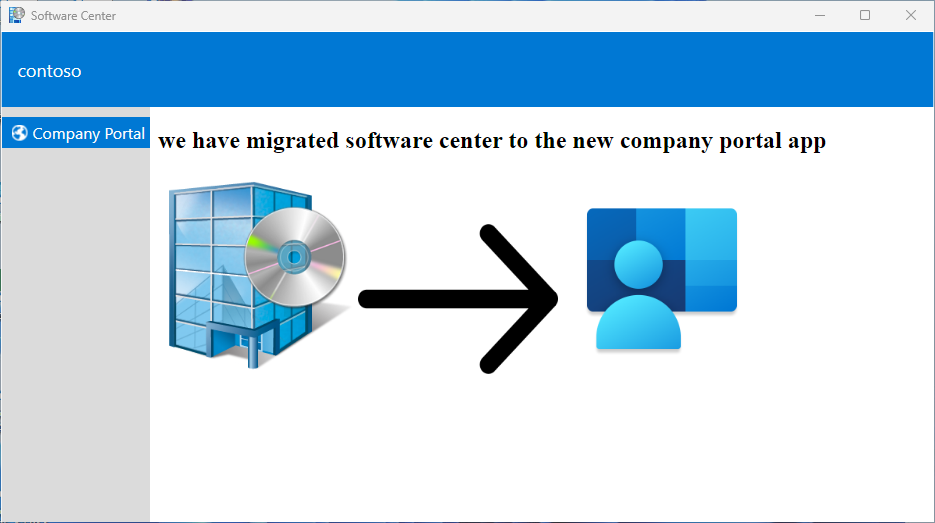 Software Center
contoso
Company Portal
we have migrated software center to the new company portal app